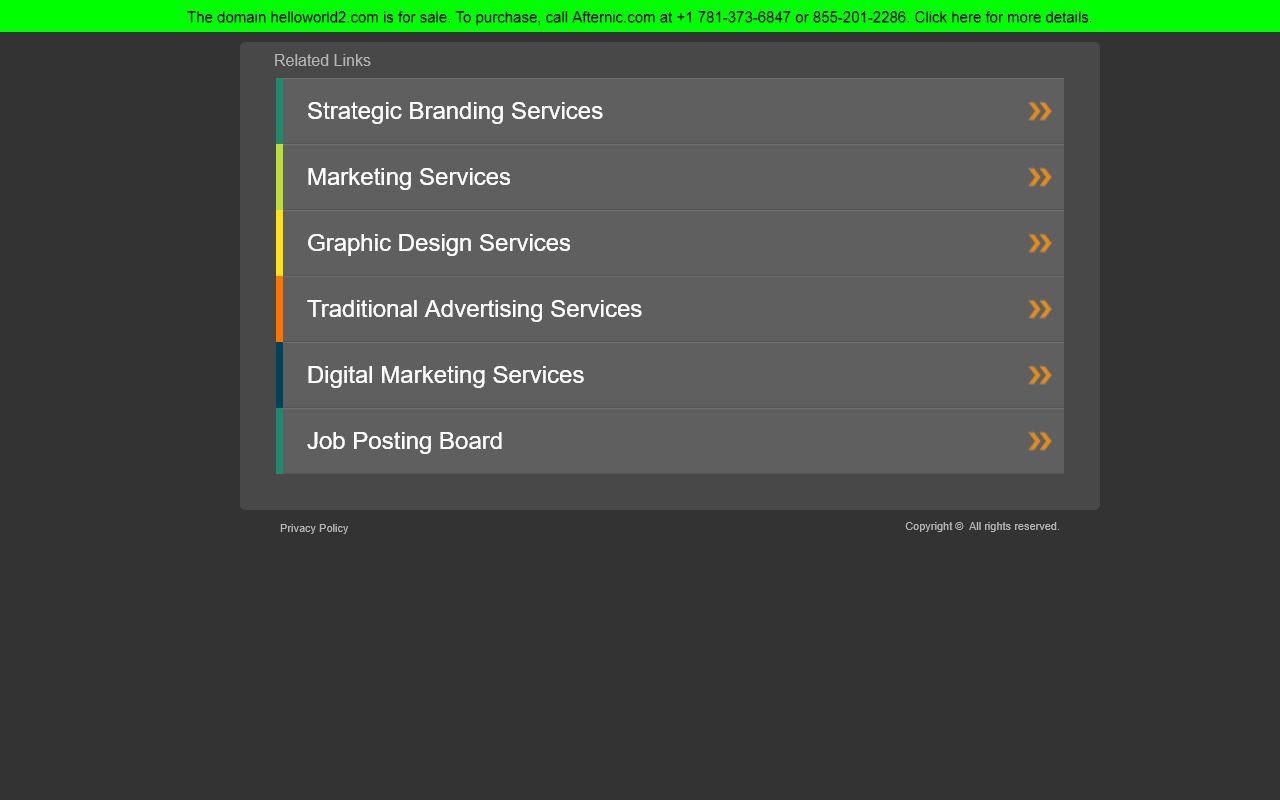 The domain helloworld2.com is for sale. To purchase, call Afternic.com at +1 781-373-6847 or 855-201-2286. Click here for more details.
Related Links
Strategic Branding Services
Marketing Services
Graphic Design Services
Traditional Advertising Services
Digital Marketing Services
Job Posting Board
Privacy Policy
Copyright © All rights reserved.